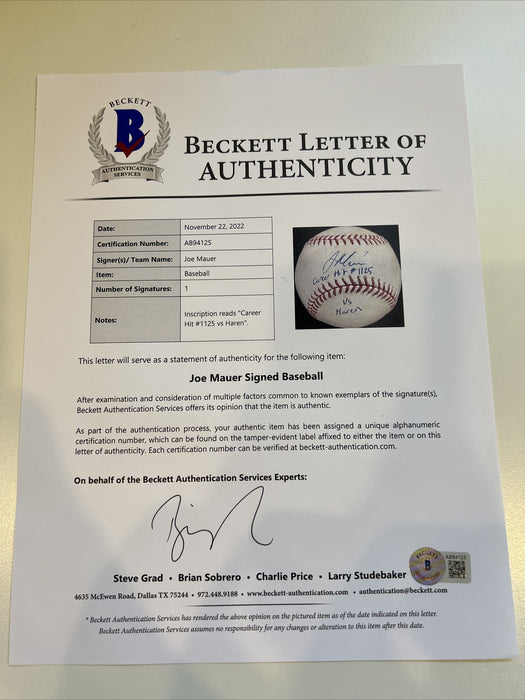 BECKETT
B
AUTHENTICATION
SERVICES
BECKETT LETTER OF
AUTHENTICITY
Date: November 22, 2022
Certification Number: AB94125
Signer(s)/ Team Name: Joe Mauer
Item: Baseball
Number of Signatures: 1
Notes: Inscription reads "Career
Hit #1125 vs Haren".
Career Hit #1125
vs
Haren
This letter will serve as a statement of authenticity for the following item:
Joe Mauer Signed Baseball
After examination and consideration of multiple factors common to known exemplars of the signature(s),
Beckett Authentication Services offers its opinion that the item is authentic.
As part of the authentication process, your authentic item has been assigned a unique alphanumeric
certification number, which can be found on the tamper-evident label affixed to either the item or on this
letter of authenticity. Each certification number can be verified at beckett-authentication.com.
On behalf of the Beckett Authentication Services Experts:
Steve Grad • Brian Sobrero • Charlie Price • Larry Studebaker
BECKETT
B
AB94125
4635 McEwen Road, Dallas TX 75244 • 972.448.9188 • www.beckett-authentication.com • authentication@beckett.com
* Beckett Authentication Services has rendered the above opinion on the pictured item as of the date indicated on this letter.
Beckett Authentication Services assumes no responsibility for any changes or alteration to this item after this date.